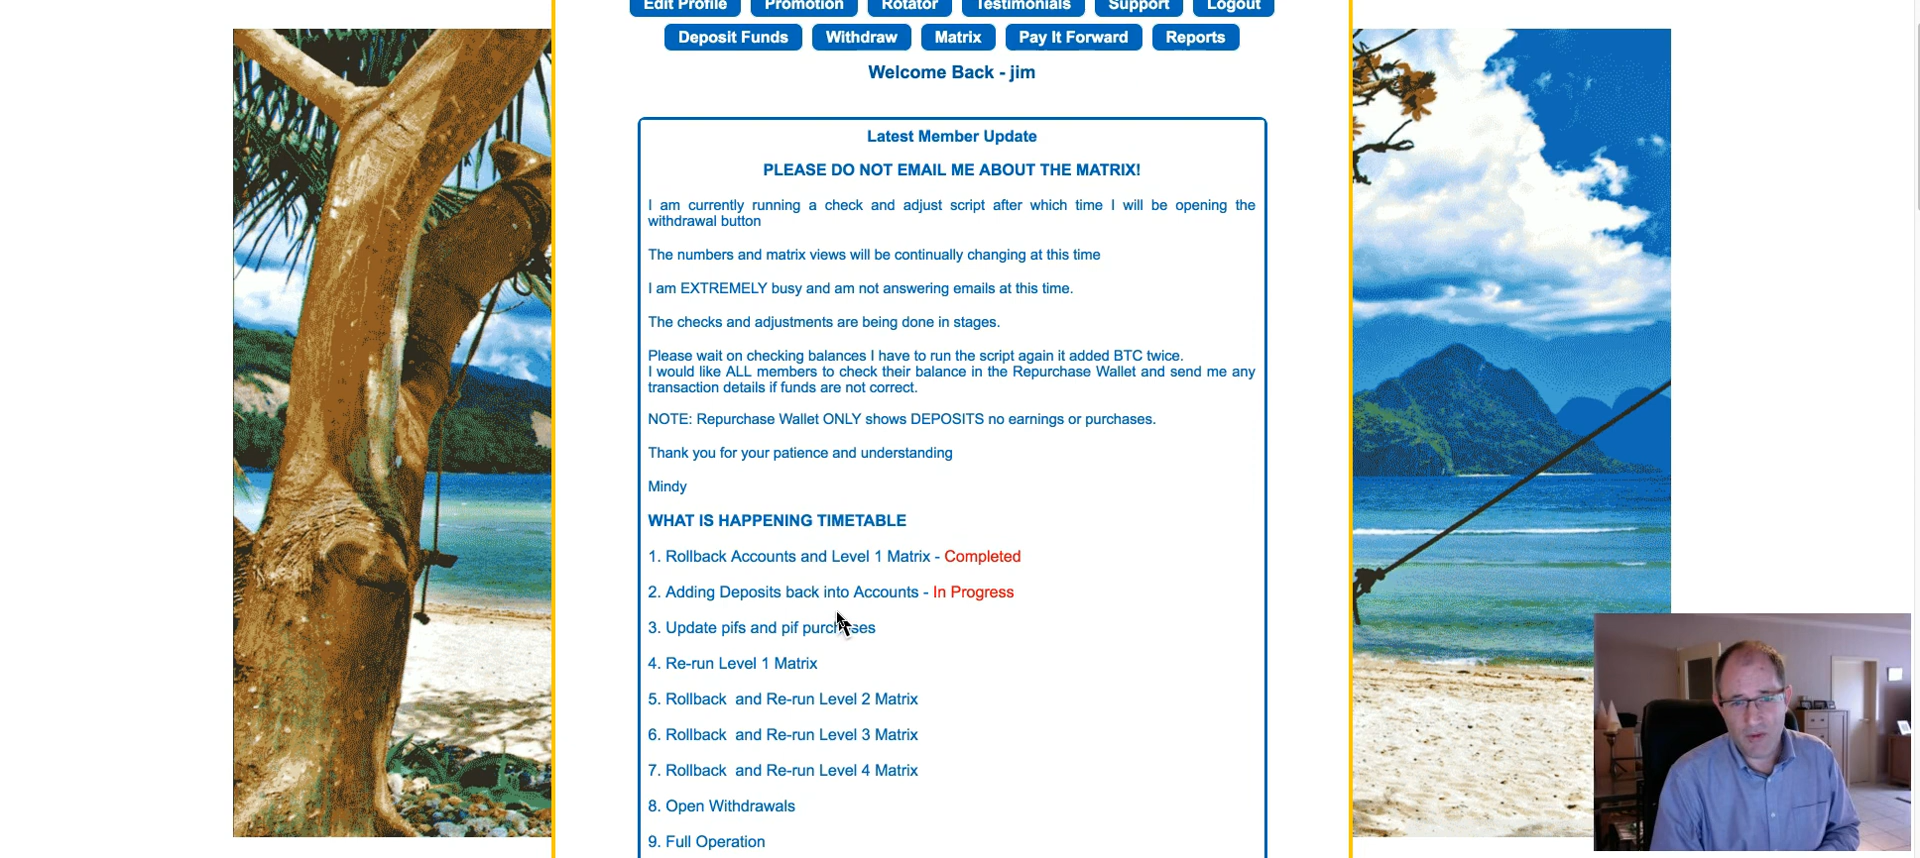 Edit Profile Promotion Rotator Testimonials Support Logout
Deposit Funds Withdraw Matrix Pay It Forward Reports
Welcome Back - jim
Latest Member Update
PLEASE DO NOT EMAIL ME ABOUT THE MATRIX!
I am currently running a check and adjust script after which time I will be opening the
withdrawal button
The numbers and matrix views will be continually changing at this time
I am EXTREMELY busy and am not answering emails at this time.
The checks and adjustments are being done in stages.
Please wait on checking balances I have to run the script again it added BTC twice.
I would like ALL members to check their balance in the Repurchase Wallet and send me any
transaction details if funds are not correct.
NOTE: Repurchase Wallet ONLY shows DEPOSITS no earnings or purchases.
Thank you for your patience and understanding
Mindy
WHAT IS HAPPENING TIMETABLE
1. Rollback Accounts and Level 1 Matrix - Completed
2. Adding Deposits back into Accounts - In Progress
3. Update pifs and pif purchases
4. Re-run Level 1 Matrix
5. Rollback and Re-run Level 2 Matrix
6. Rollback and Re-run Level 3 Matrix
7. Rollback and Re-run Level 4 Matrix
8. Open Withdrawals
9. Full Operation